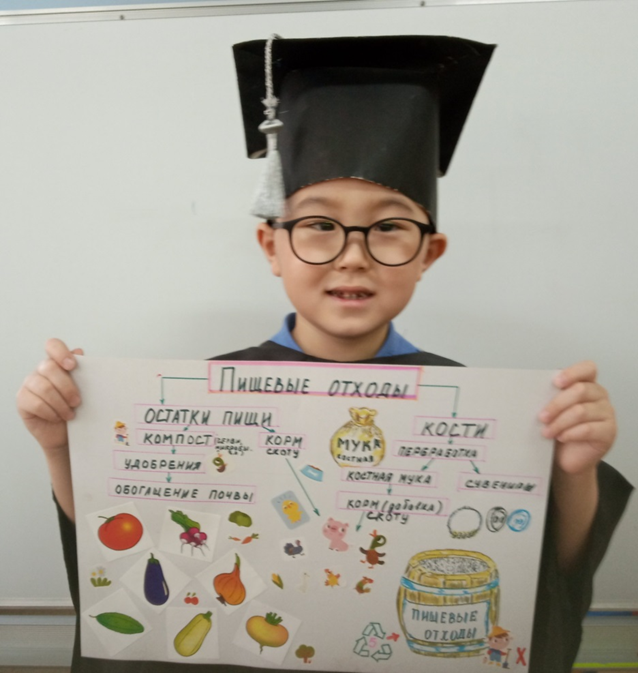 ПИЩЕВЫЕ ОТХОДЫ
ОСТАТКИ ПИЩИ
КОМПОСТ
УДОБРЕНИЯ
ОБОГАЩЕНИЕ ПОЧВЫ
КОРМ
СКОТУ
МУКА
КОСТНАЯ
КОСТИ
ПЕРЕРАБОТКА
КОСТНАЯ МУКА
СУВЕНИРЫ
КОРМ (добавка)
СКОТУ
ПИЩЕВЫЕ
ОТХОДЫ